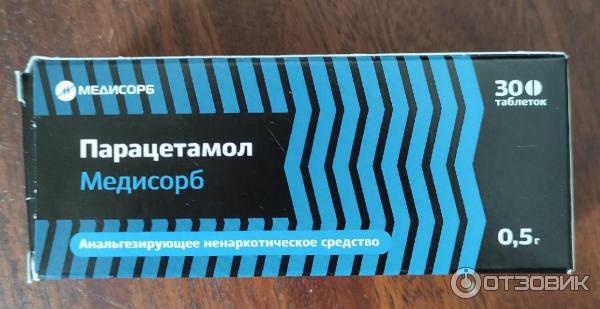 МЕДИСОРБ
30
таблеток
Парацетамол
Медисорб
Анальгезирующее ненаркотическое средство
0,5 г
ОТЗОВИК